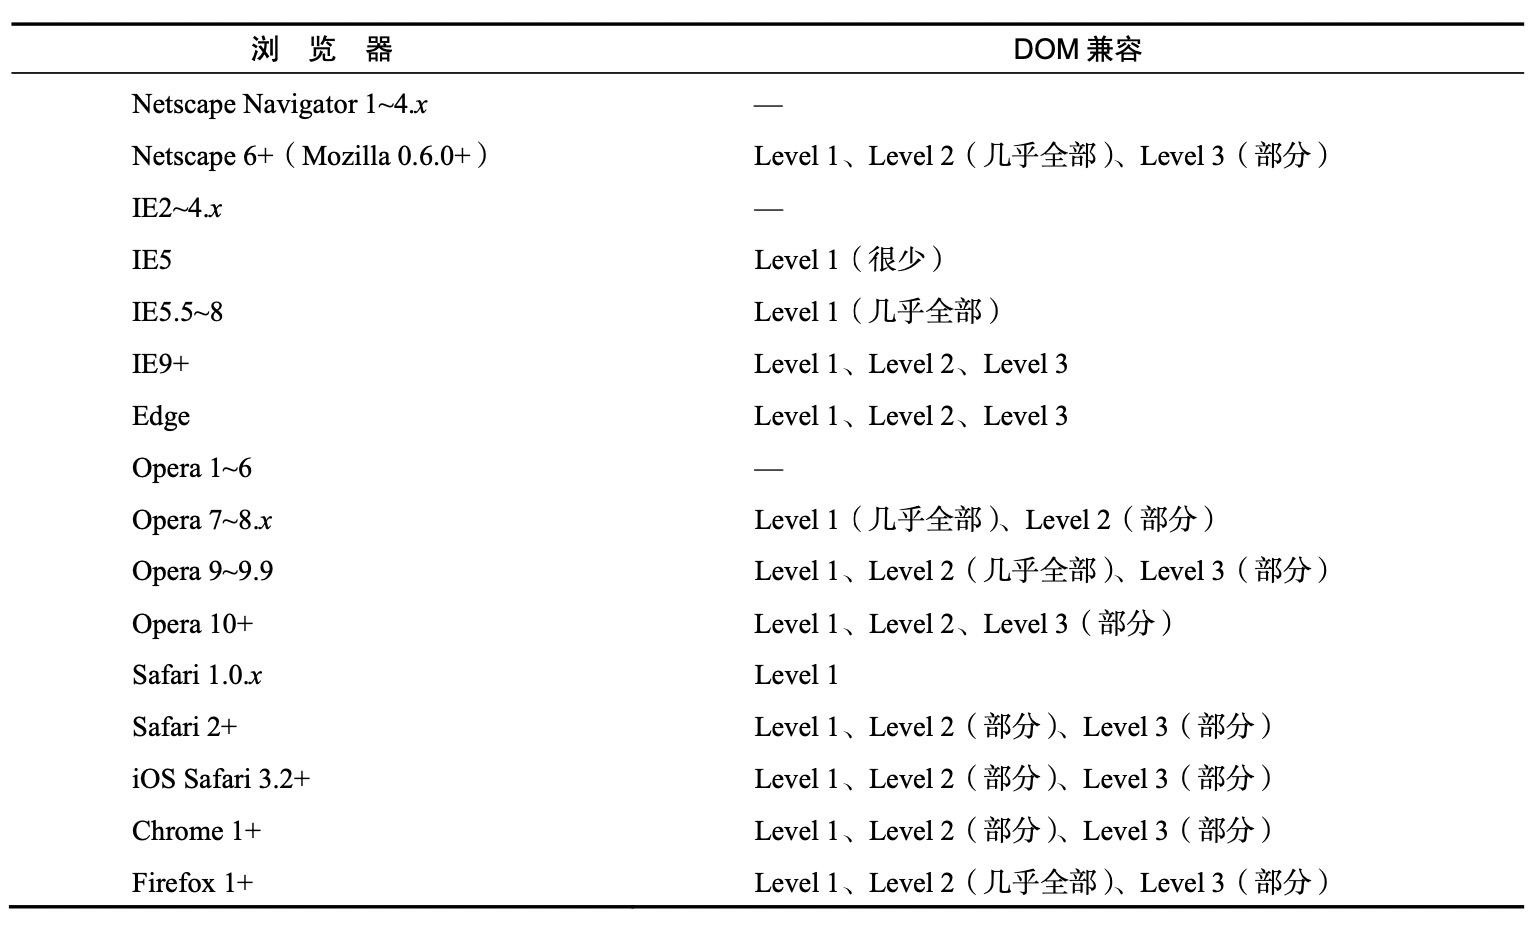 浏 览 器 DOM 兼容
Netscape Navigator 1~4.x —
Netscape 6+（Mozilla 0.6.0+） Level 1、Level 2（几乎全部）、Level 3（部分）
IE2~4.x —
IE5 Level 1（很少）
IE5.5~8 Level 1（几乎全部）
IE9+ Level 1、Level 2、Level 3
Edge Level 1、Level 2、Level 3
Opera 1~6 —
Opera 7~8.x Level 1（几乎全部）、Level 2（部分）
Opera 9~9.9 Level 1、Level 2（几乎全部）、Level 3（部分）
Opera 10+ Level 1、Level 2、Level 3（部分）
Safari 1.0.x Level 1
Safari 2+ Level 1、Level 2（部分）、Level 3（部分）
iOS Safari 3.2+ Level 1、Level 2（部分）、Level 3（部分）
Chrome 1+ Level 1、Level 2（部分）、Level 3（部分）
Firefox 1+ Level 1、Level 2（几乎全部）、Level 3（部分）